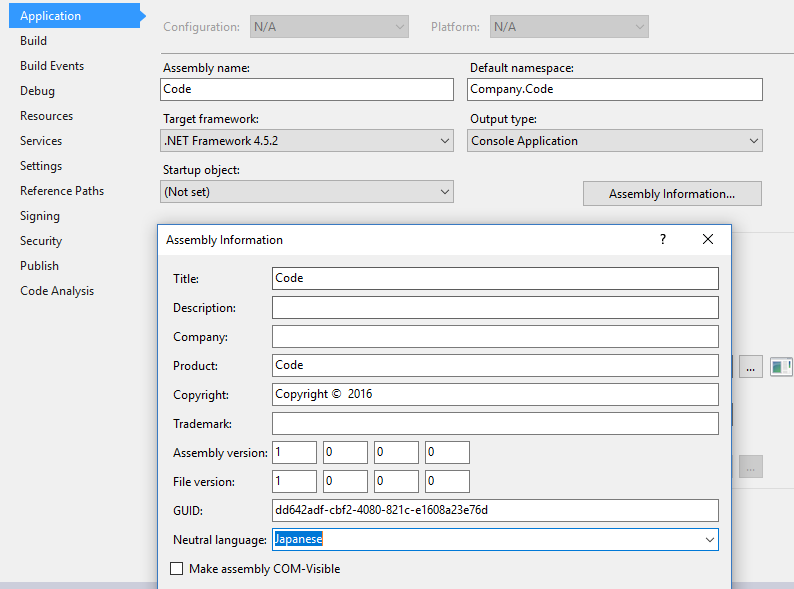 Application
Build
Build Events
Debug
Resources
Services
Settings
Reference Paths
Signing
Security
Publish
Code Analysis
Configuration: N/A Platform: N/A
Assembly name: Default namespace:
Code Company.Code
Target framework: Output type:
.NET Framework 4.5.2 Console Application
Startup object:
(Not set) Assembly Information...
Assembly Information ?
Title: Code
Description:
Company:
Product: Code
...
Copyright: Copyright © 2016
Trademark:
Assembly version: 1 0 0 0
...
File version: 1 0 0 0
GUID: dd642adf-cbf2-4080-821c-e1608a23e76d
Neutral language: Japanese
Make assembly COM-Visible